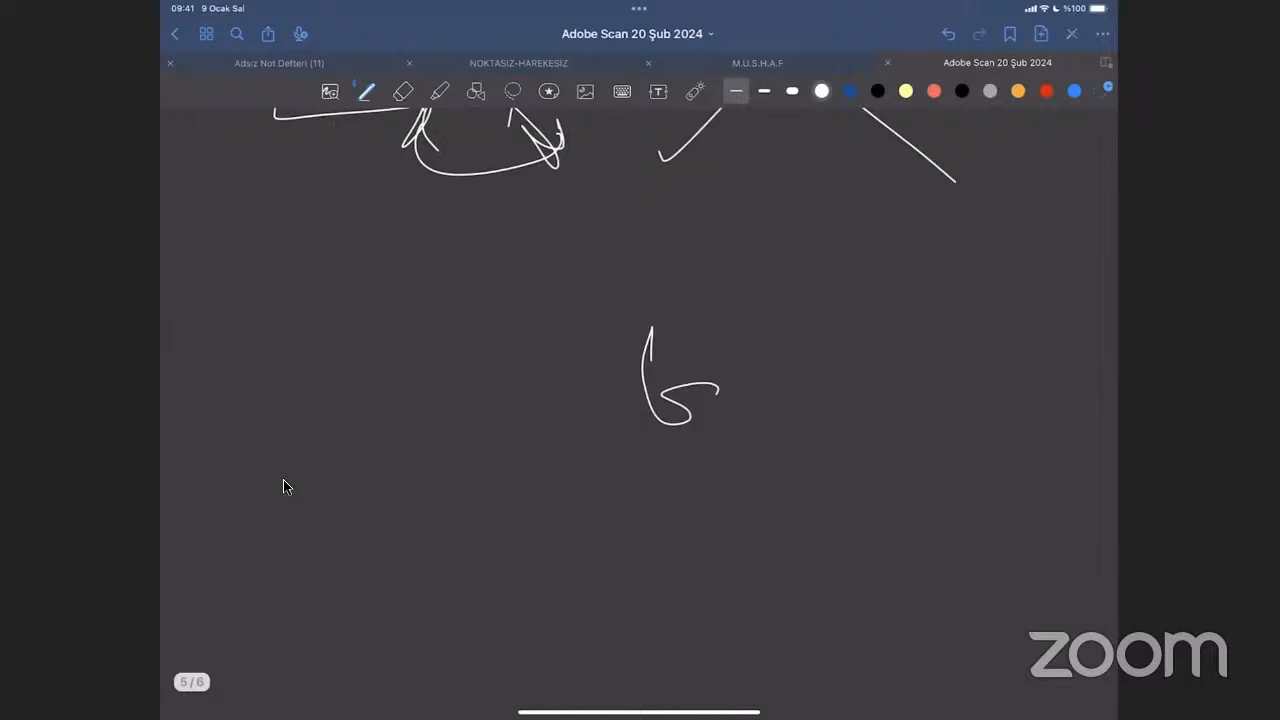 09:41 9 Ocak Sal
%100
Adobe Scan 20 Şub 2024
Adsız Not Defteri (11)
NOKTASIZ-HAREKESİZ
M.U.S.H.A.F
Adobe Scan 20 Şub 2024
5 / 6
zoom